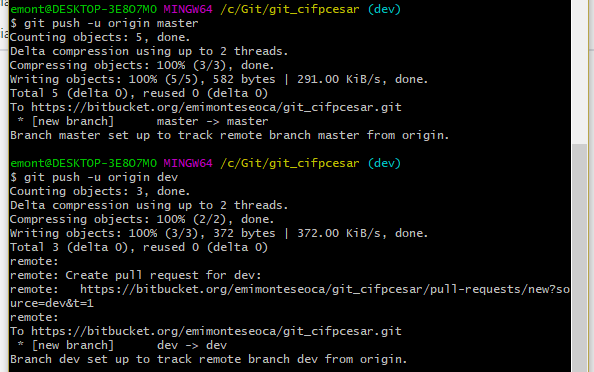 emont@DESKTOP-3E8O7MO MINGW64 /c/Git/git_cifpcesar (dev)
$ git push -u origin master
Counting objects: 5, done.
Delta compression using up to 2 threads.
Compressing objects: 100% (3/3), done.
Writing objects: 100% (5/5), 582 bytes | 291.00 KiB/s, done.
Total 5 (delta 0), reused 0 (delta 0)
To https://bitbucket.org/emimonteseoca/git_cifpcesar.git
 * [new branch]      master -> master
Branch master set up to track remote branch master from origin.

emont@DESKTOP-3E8O7MO MINGW64 /c/Git/git_cifpcesar (dev)
$ git push -u origin dev
Counting objects: 3, done.
Delta compression using up to 2 threads.
Compressing objects: 100% (2/2), done.
Writing objects: 100% (3/3), 372 bytes | 372.00 KiB/s, done.
Total 3 (delta 0), reused 0 (delta 0)
remote:
remote: Create pull request for dev:
remote:   https://bitbucket.org/emimonteseoca/git_cifpcesar/pull-requests/new?so
urce=dev&t=1
remote:
To https://bitbucket.org/emimonteseoca/git_cifpcesar.git
 * [new branch]      dev -> dev
Branch dev set up to track remote branch dev from origin.